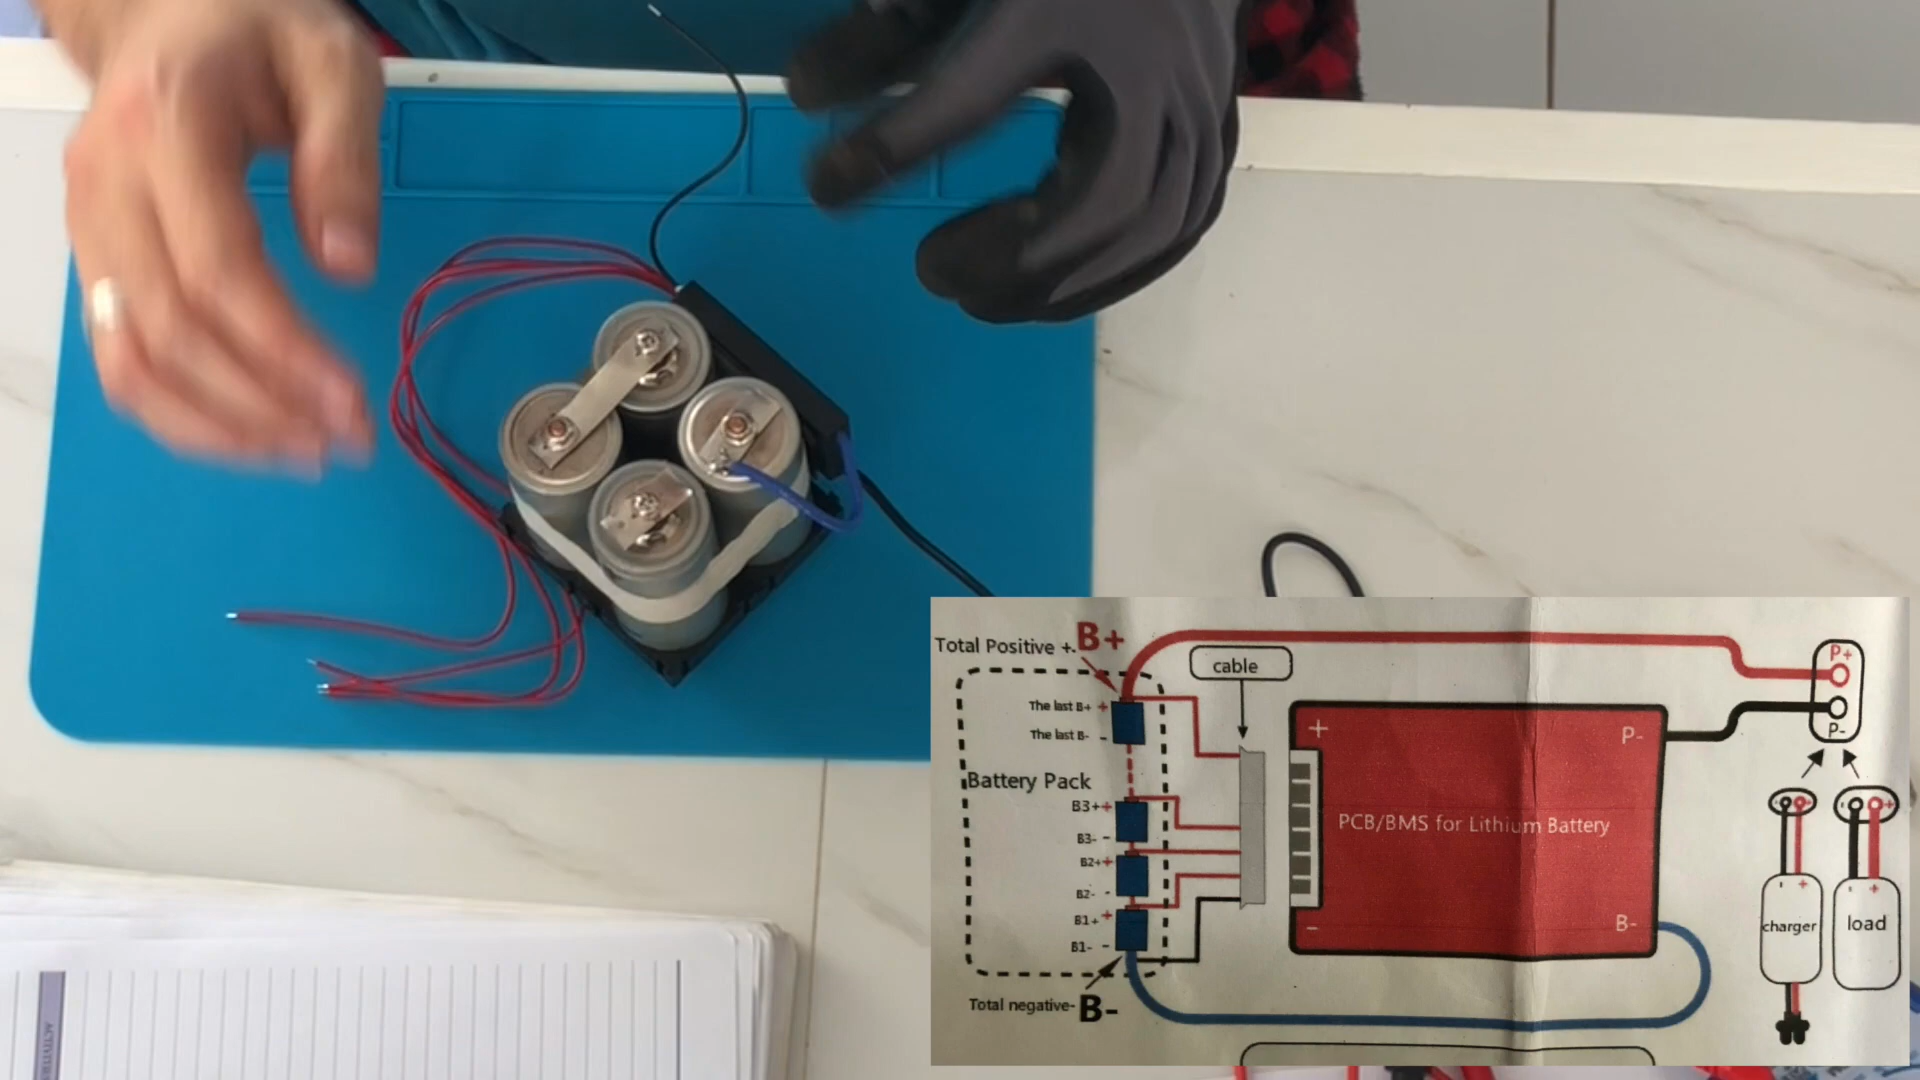 Total Positive +. B+
cable
P+
The last B+ +
The last B- -
+
P-
P-
Battery Pack
B3+ +
PCB/BMS for Lithium Battery
B3- -
B2+ +
B2- -
B1+ +
B-
charger
load
B1- -
-
Total negative- B-